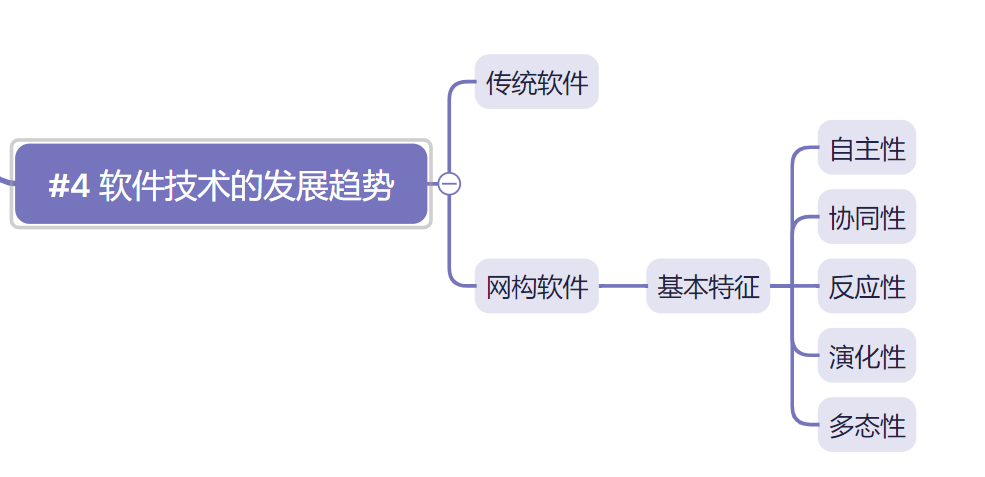 #4 软件技术的发展趋势
传统软件
网构软件
基本特征
自主性
协同性
反应性
演化性
多态性